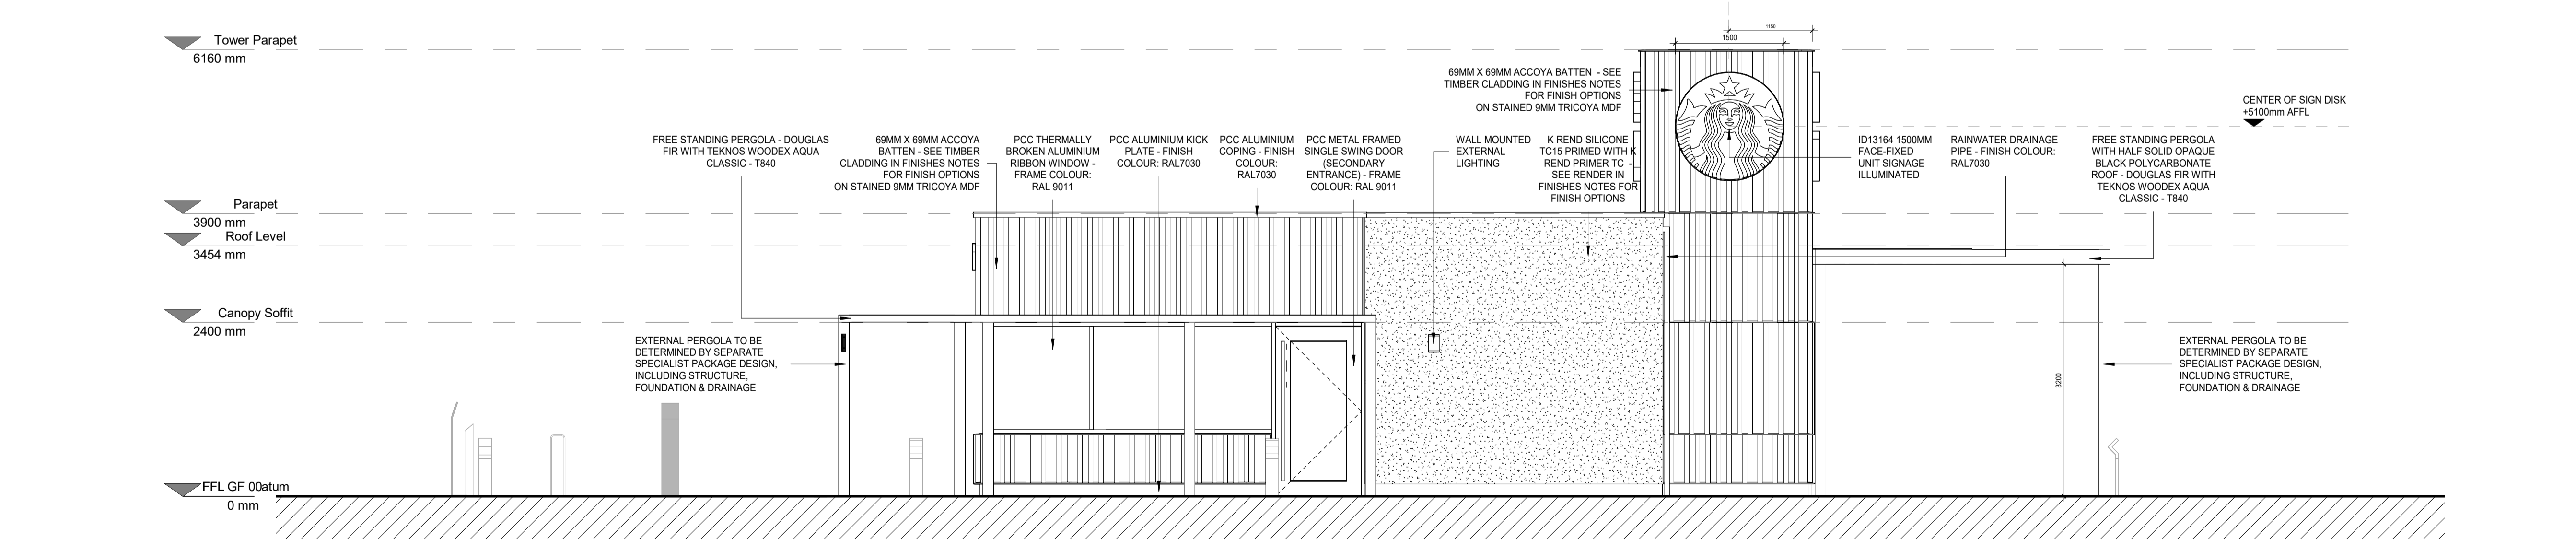 Tower Parapet
6160 mm
Parapet
3900 mm
Roof Level
3454 mm
Canopy Soffit
2400 mm
FFL GF 00atum
0 mm
EXTERNAL PERGOLA TO BE
DETERMINED BY SEPARATE
SPECIALIST PACKAGE DESIGN,
INCLUDING STRUCTURE,
FOUNDATION & DRAINAGE
FREE STANDING PERGOLA - DOUGLAS
FIR WITH TEKNOS WOODEX AQUA
CLASSIC - T840
69MM X 69MM ACCOYA
BATTEN - SEE TIMBER
CLADDING IN FINISHES NOTES
FOR FINISH OPTIONS
ON STAINED 9MM TRICOYA MDF
PCC THERMALLY
BROKEN ALUMINIUM
RIBBON WINDOW -
FRAME COLOUR:
RAL 9011
PCC ALUMINIUM KICK
PLATE - FINISH
COLOUR: RAL7030
PCC ALUMINIUM
COPING - FINISH
COLOUR:
RAL7030
PCC METAL FRAMED
SINGLE SWING DOOR
(SECONDARY
ENTRANCE) - FRAME
COLOUR: RAL 9011
WALL MOUNTED
EXTERNAL
LIGHTING
69MM X 69MM ACCOYA BATTEN - SEE
TIMBER CLADDING IN FINISHES NOTES
FOR FINISH OPTIONS
ON STAINED 9MM TRICOYA MDF
K REND SILICONE
TC15 PRIMED WITH K
REND PRIMER TC -
SEE RENDER IN
FINISHES NOTES FOR
FINISH OPTIONS
1100
1500
ID13164 1500MM
FACE-FIXED
UNIT SIGNAGE
ILLUMINATED
RAINWATER DRAINAGE
PIPE - FINISH COLOUR:
RAL7030
FREE STANDING PERGOLA
WITH HALF SOLID OPAQUE
BLACK POLYCARBONATE
ROOF - DOUGLAS FIR WITH
TEKNOS WOODEX AQUA
CLASSIC - T840
CENTER OF SIGN DISK
+5100mm AFFL
3200
EXTERNAL PERGOLA TO BE
DETERMINED BY SEPARATE
SPECIALIST PACKAGE DESIGN,
INCLUDING STRUCTURE,
FOUNDATION & DRAINAGE